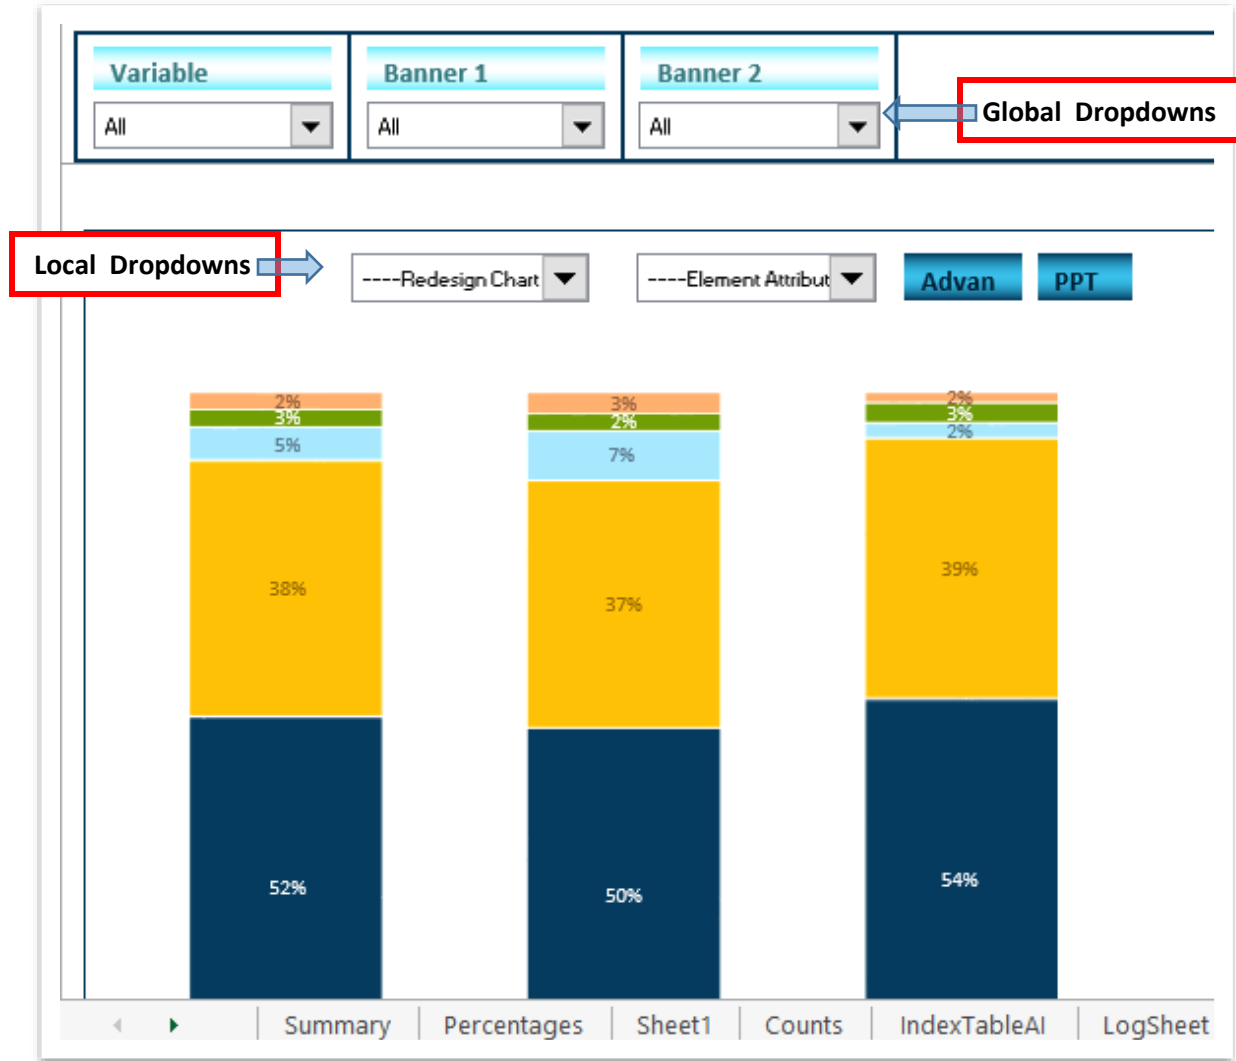 Variable Banner 1 Banner 2
All All All
Global Dropdowns
Local Dropdowns
----Redesign Chart ----Element Attribut Advan PPT
2% 3% 2%
3% 2% 3%
5% 7% 2%
38% 37% 39%
52% 50% 54%
Summary Percentages Sheet1 Counts IndexTableAI LogSheet